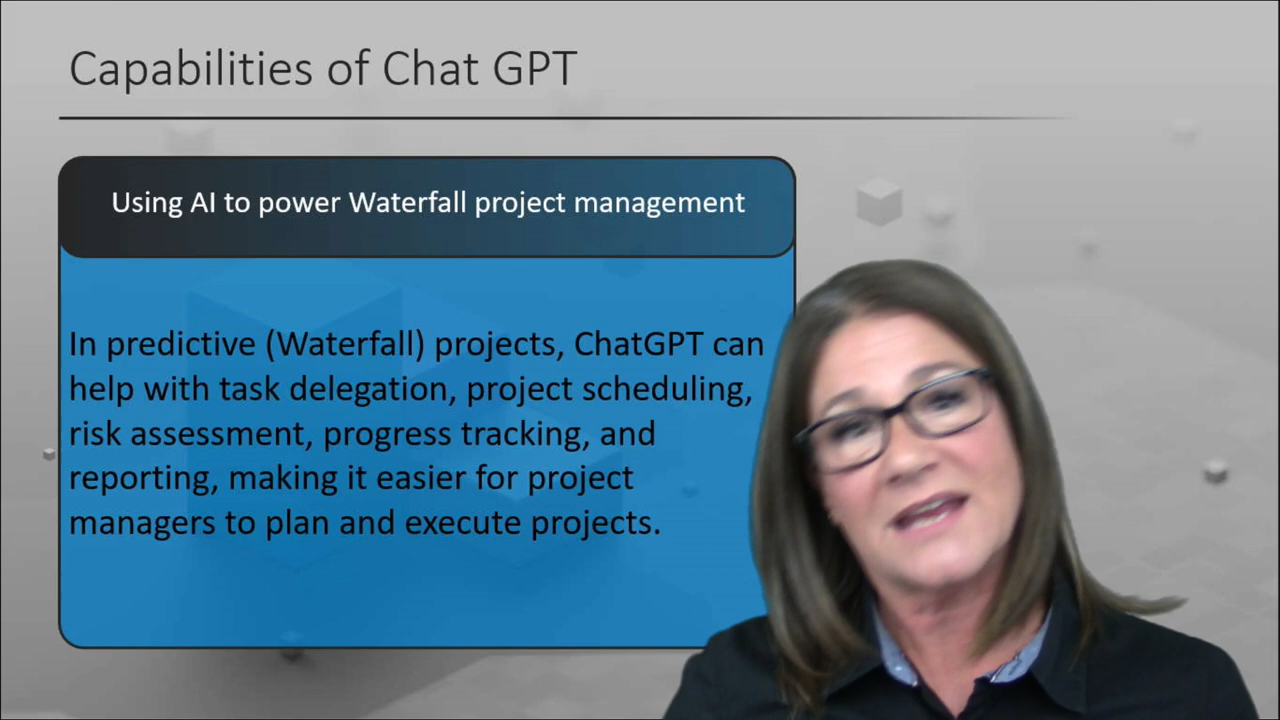 Capabilities of Chat GPT
Using AI to power Waterfall project management
In predictive (Waterfall) projects, ChatGPT can
help with task delegation, project scheduling,
risk assessment, progress tracking, and
reporting, making it easier for project
managers to plan and execute projects.